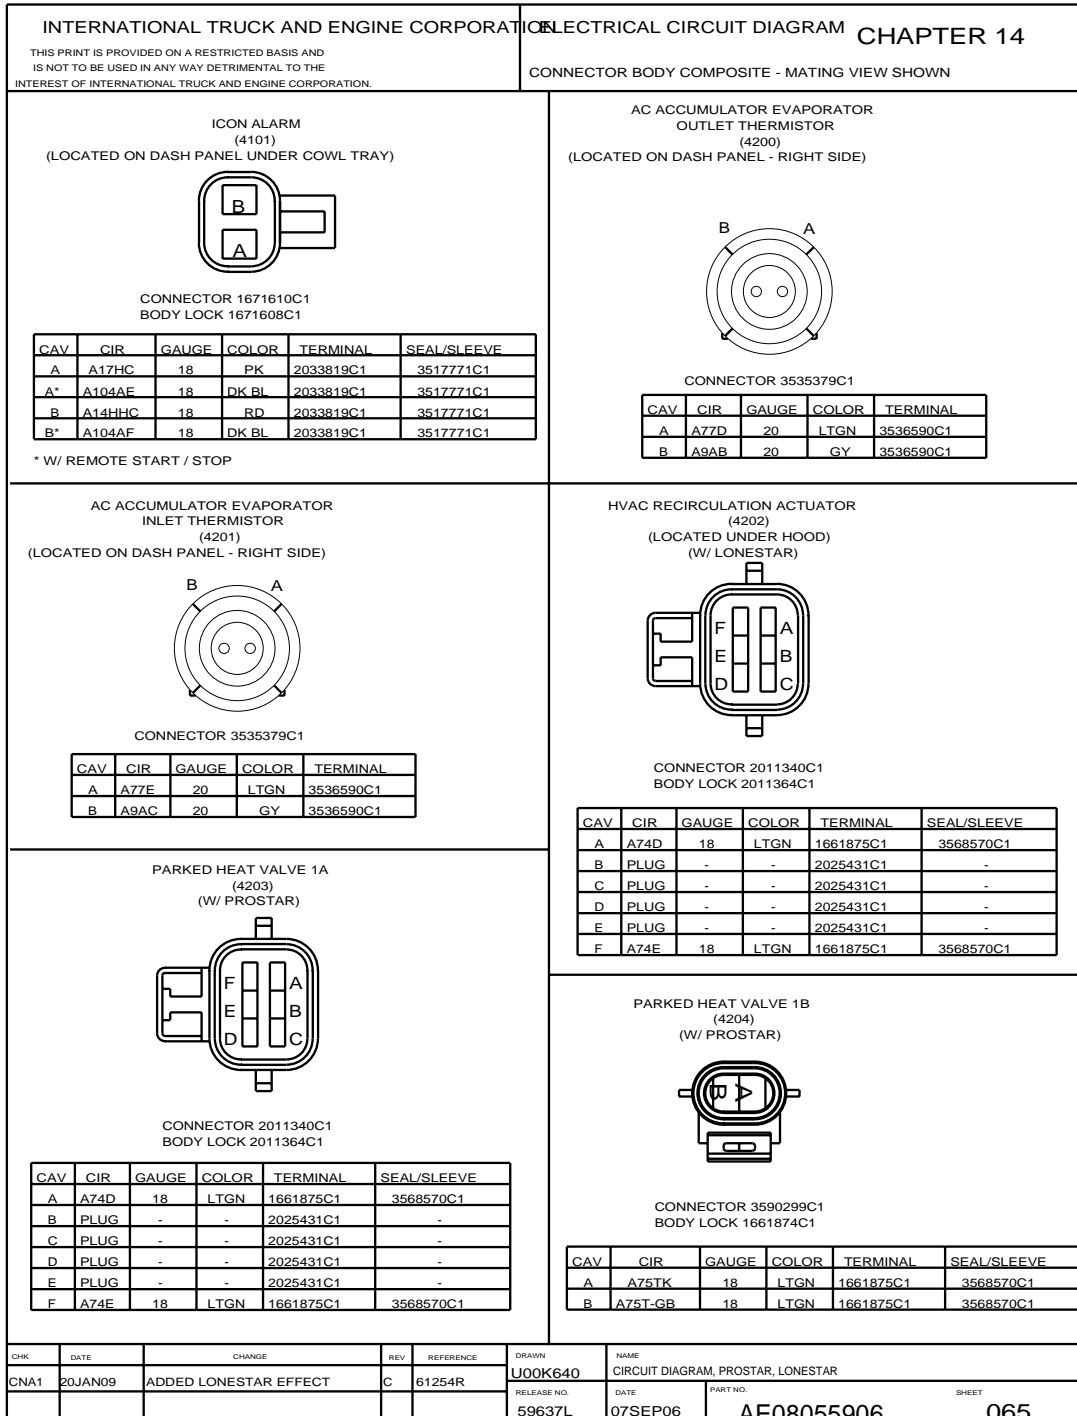 INTERNATIONAL TRUCK AND ENGINE CORPORATION
THIS PRINT IS PROVIDED ON A RESTRICTED BASIS AND
IS NOT TO BE USED IN ANY WAY DETRIMENTAL TO THE
INTEREST OF INTERNATIONAL TRUCK AND ENGINE CORPORATION.
ELECTRICAL CIRCUIT DIAGRAM CHAPTER 14
CONNECTOR BODY COMPOSITE - MATING VIEW SHOWN
ICON ALARM
(4101)
(LOCATED ON DASH PANEL UNDER COWL TRAY)
B
A
CONNECTOR 1671610C1
BODY LOCK 1671608C1
CAV CIR GAUGE COLOR TERMINAL SEAL/SLEEVE
A A17HC 18 PK 2033819C1 3517771C1
A* A104AE 18 DK BL 2033819C1 3517771C1
B A14HHC 18 RD 2033819C1 3517771C1
B* A104AF 18 DK BL 2033819C1 3517771C1
* W/ REMOTE START / STOP
AC ACCUMULATOR EVAPORATOR
OUTLET THERMISTOR
(4200)
(LOCATED ON DASH PANEL - RIGHT SIDE)
B A
CONNECTOR 3535379C1
CAV CIR GAUGE COLOR TERMINAL
A A77D 20 LTGN 3536590C1
B A9AB 20 GY 3536590C1
AC ACCUMULATOR EVAPORATOR
INLET THERMISTOR
(4201)
(LOCATED ON DASH PANEL - RIGHT SIDE)
B A
CONNECTOR 3535379C1
CAV CIR GAUGE COLOR TERMINAL
A A77E 20 LTGN 3536590C1
B A9AC 20 GY 3536590C1
HVAC RECIRCULATION ACTUATOR
(4202)
(LOCATED UNDER HOOD)
(W/ LONESTAR)
F A
E B
D C
CONNECTOR 2011340C1
BODY LOCK 2011364C1
CAV CIR GAUGE COLOR TERMINAL SEAL/SLEEVE
A A74D 18 LTGN 1661875C1 3568570C1
B PLUG - - 2025431C1 -
C PLUG - - 2025431C1 -
D PLUG - - 2025431C1 -
E PLUG - - 2025431C1 -
F A74E 18 LTGN 1661875C1 3568570C1
PARKED HEAT VALVE 1A
(4203)
(W/ PROSTAR)
F A
E B
D C
CONNECTOR 2011340C1
BODY LOCK 2011364C1
CAV CIR GAUGE COLOR TERMINAL SEAL/SLEEVE
A A74D 18 LTGN 1661875C1 3568570C1
B PLUG - - 2025431C1 -
C PLUG - - 2025431C1 -
D PLUG - - 2025431C1 -
E PLUG - - 2025431C1 -
F A74E 18 LTGN 1661875C1 3568570C1
PARKED HEAT VALVE 1B
(4204)
(W/ PROSTAR)
B A
CONNECTOR 3590299C1
BODY LOCK 1661874C1
CAV CIR GAUGE COLOR TERMINAL SEAL/SLEEVE
A A75TK 18 LTGN 1661875C1 3568570C1
B A75T-GB 18 LTGN 1661875C1 3568570C1
CHK DATE CHANGE REV REFERENCE
CNA1 20JAN09 ADDED LONESTAR EFFECT C 61254R
DRAWN NAME
U00K640 CIRCUIT DIAGRAM, PROSTAR, LONESTAR
RELEASE NO. DATE PART NO. SHEET
59637L 07SEP06 AE08055906 065